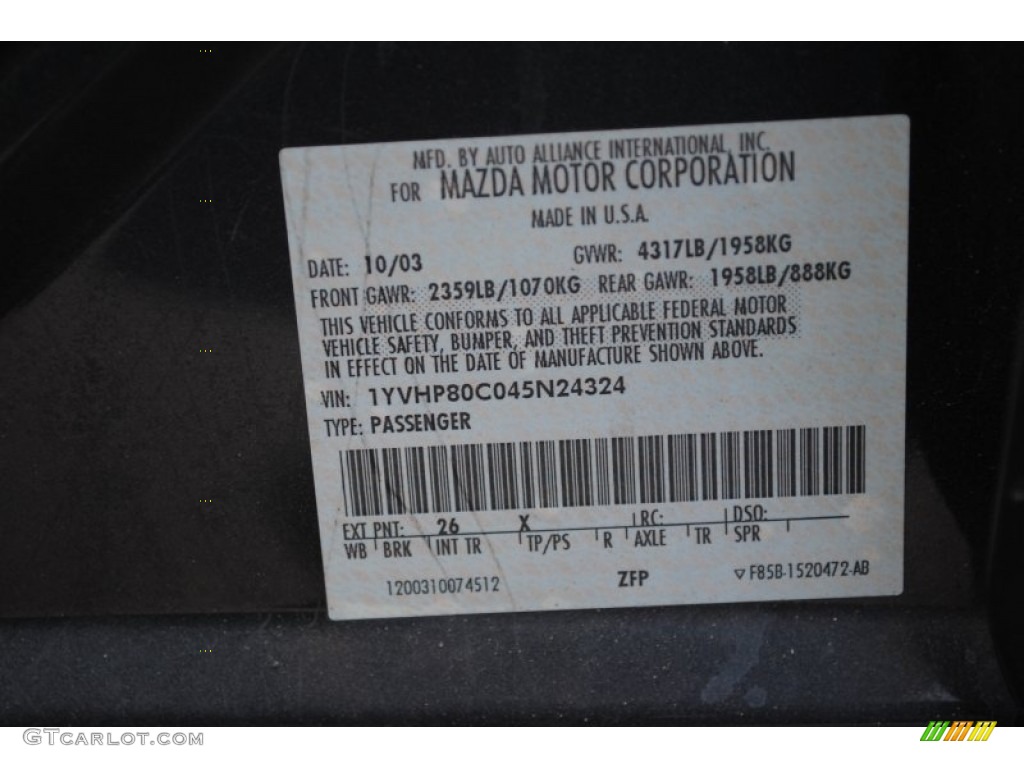 MFD. BY AUTO ALLIANCE INTERNATIONAL, INC.
FOR MAZDA MOTOR CORPORATION
MADE IN U.S.A.
DATE: 10/03 GVWR: 4317LB/1958KG
FRONT GAWR: 2359LB/1070KG REAR GAWR: 1958LB/888KG
THIS VEHICLE CONFORMS TO ALL APPLICABLE FEDERAL MOTOR
VEHICLE SAFETY, BUMPER, AND THEFT PREVENTION STANDARDS
IN EFFECT ON THE DATE OF MANUFACTURE SHOWN ABOVE.
VIN: 1YVHP80C045N24324
TYPE: PASSENGER
EXT PNT: 26 X RC: DSO:
WB BRK INT TR TP/PS R AXLE TR SPR
1200310074512 ZFP F85B-1520472-AB
GTCARLOT.COM